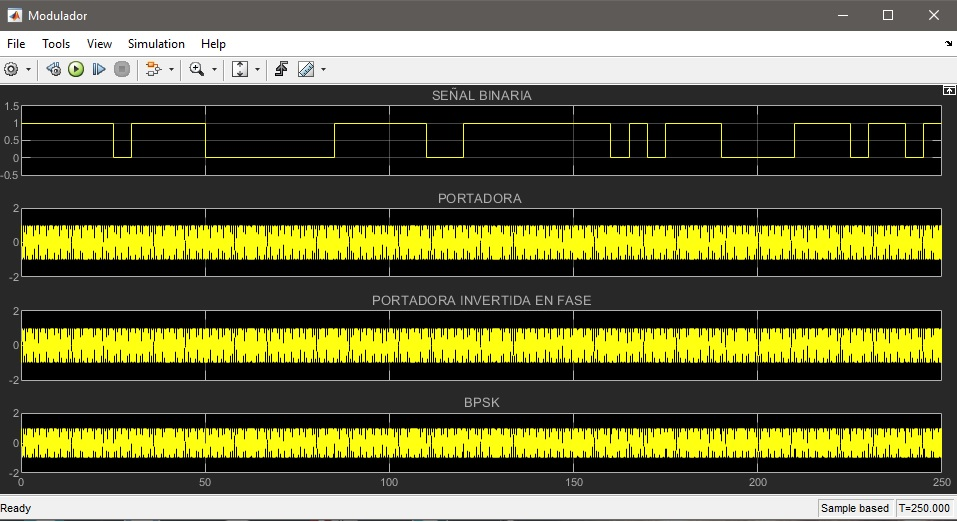 Modulador
File Tools View Simulation Help
SEÑAL BINARIA
1.5
1
0.5
0
-0.5
PORTADORA
2
0
-2
PORTADORA INVERTIDA EN FASE
2
0
-2
BPSK
2
0
-2
0 50 100 150 200 250
Ready Sample based T=250.000